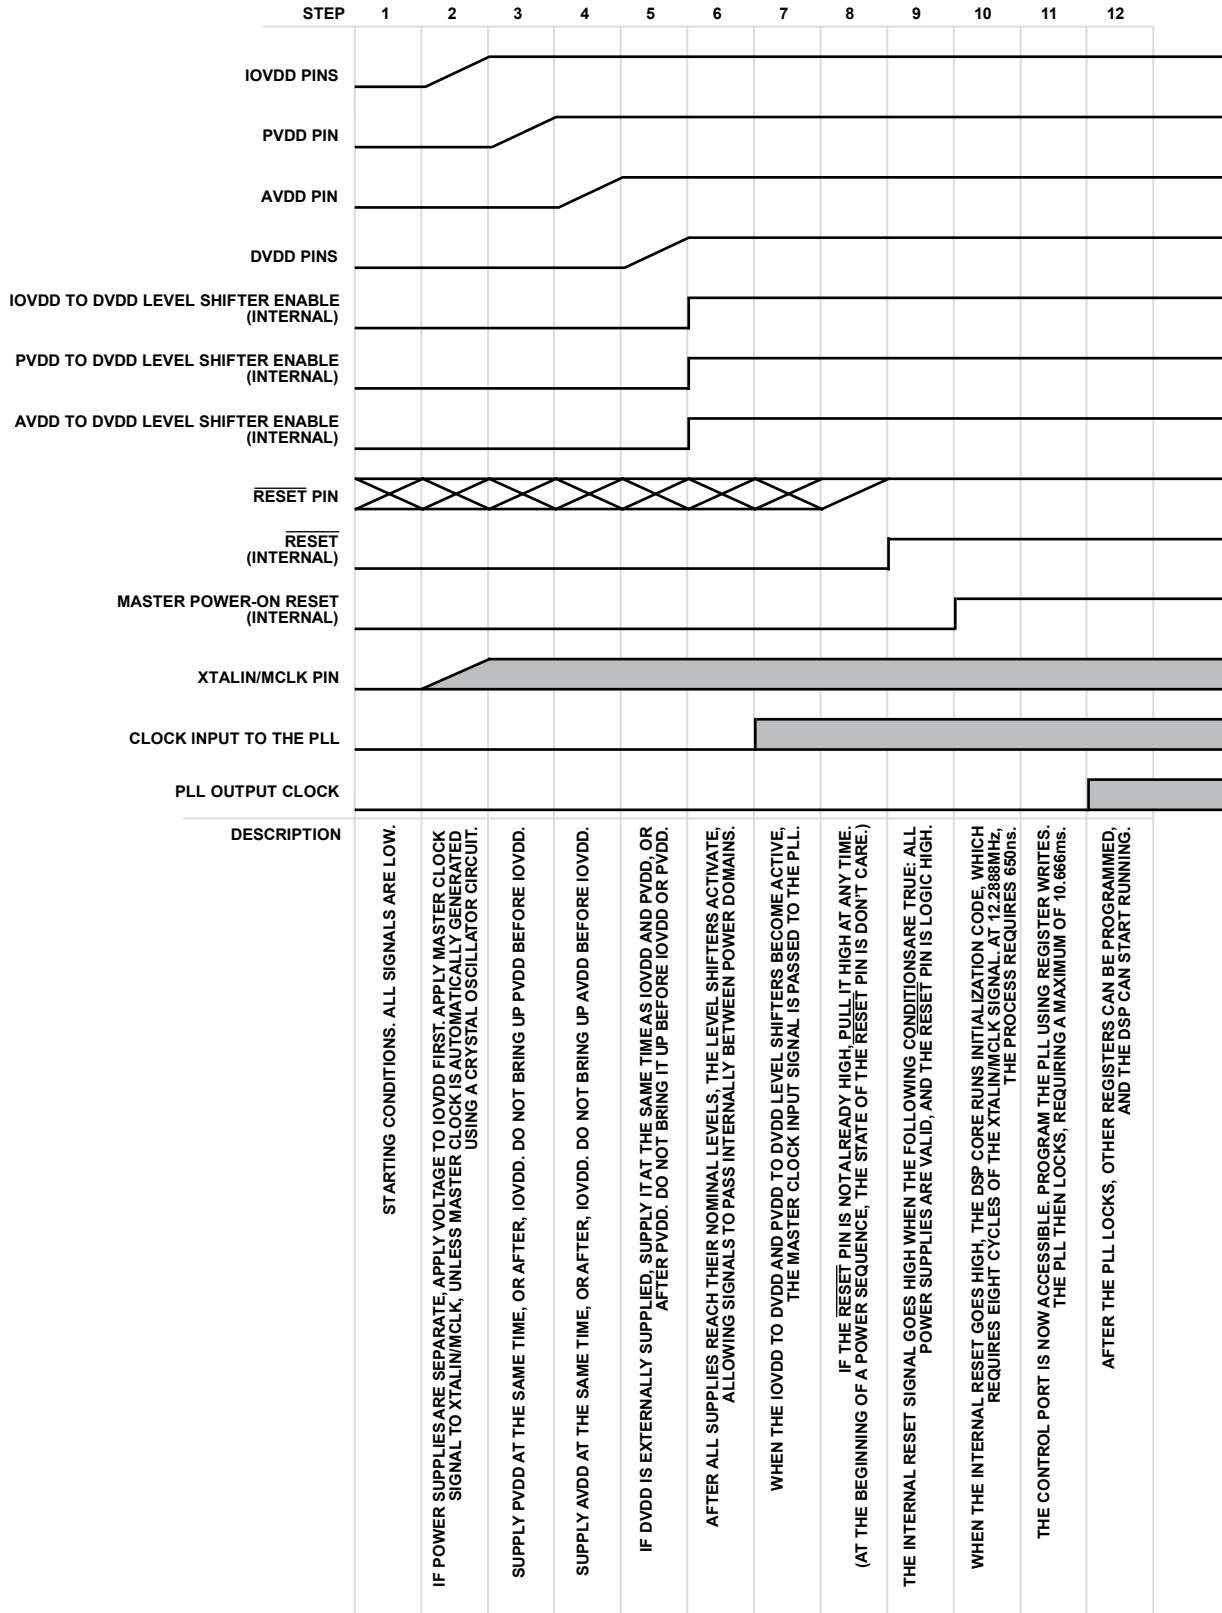 STEP 1 2 3 4 5 6 7 8 9 10 11 12
IOVDD PINS
PVDD PIN
AVDD PIN
DVDD PINS
IOVDD TO DVDD LEVEL SHIFTER ENABLE
(INTERNAL)
PVDD TO DVDD LEVEL SHIFTER ENABLE
(INTERNAL)
AVDD TO DVDD LEVEL SHIFTER ENABLE
(INTERNAL)
RESET PIN
RESET
(INTERNAL)
MASTER POWER-ON RESET
(INTERNAL)
XTALIN/MCLK PIN
CLOCK INPUT TO THE PLL
PLL OUTPUT CLOCK
DESCRIPTION
STARTING CONDITIONS. ALL SIGNALS ARE LOW.
IF POWER SUPPLIES ARE SEPARATE, APPLY VOLTAGE TO IOVDD FIRST. APPLY MASTER CLOCK
SIGNAL TO XTALIN/MCLK, UNLESS MASTER CLOCK IS AUTOMATICALLY GENERATED
USING A CRYSTAL OSCILLATOR CIRCUIT.
SUPPLY PVDD AT THE SAME TIME, OR AFTER, IOVDD. DO NOT BRING UP PVDD BEFORE IOVDD.
SUPPLY AVDD AT THE SAME TIME, OR AFTER, IOVDD. DO NOT BRING UP AVDD BEFORE IOVDD.
IF DVDD IS EXTERNALLY SUPPLIED, SUPPLY IT AT THE SAME TIME AS IOVDD AND PVDD, OR
AFTER PVDD. DO NOT BRING IT UP BEFORE IOVDD OR PVDD.
AFTER ALL SUPPLIES REACH THEIR NOMINAL LEVELS, THE LEVEL SHIFTERS ACTIVATE,
ALLOWING SIGNALS TO PASS INTERNALLY BETWEEN POWER DOMAINS.
WHEN THE IOVDD TO DVDD AND PVDD TO DVDD LEVEL SHIFTERS BECOME ACTIVE,
THE MASTER CLOCK INPUT SIGNAL IS PASSED TO THE PLL.
IF THE RESET PIN IS NOT ALREADY HIGH, PULL IT HIGH AT ANY TIME.
(AT THE BEGINNING OF A POWER SEQUENCE, THE STATE OF THE RESET PIN IS DON'T CARE.)
THE INTERNAL RESET SIGNAL GOES HIGH WHEN THE FOLLOWING CONDITIONSARE TRUE: ALL
POWER SUPPLIES ARE VALID, AND THE RESET PIN IS LOGIC HIGH.
WHEN THE INTERNAL RESET GOES HIGH, THE DSP CORE RUNS INITIALIZATION CODE, WHICH
REQUIRES EIGHT CYCLES OF THE XTALIN/MCLK SIGNAL. AT 12.2888MHz,
THE PROCESS REQUIRES 650ns.
THE CONTROL PORT IS NOW ACCESSIBLE. PROGRAM THE PLL USING REGISTER WRITES.
THE PLL THEN LOCKS, REQUIRING A MAXIMUM OF 10.666ms.
AFTER THE PLL LOCKS, OTHER REGISTERS CAN BE PROGRAMMED,
AND THE DSP CAN START RUNNING.